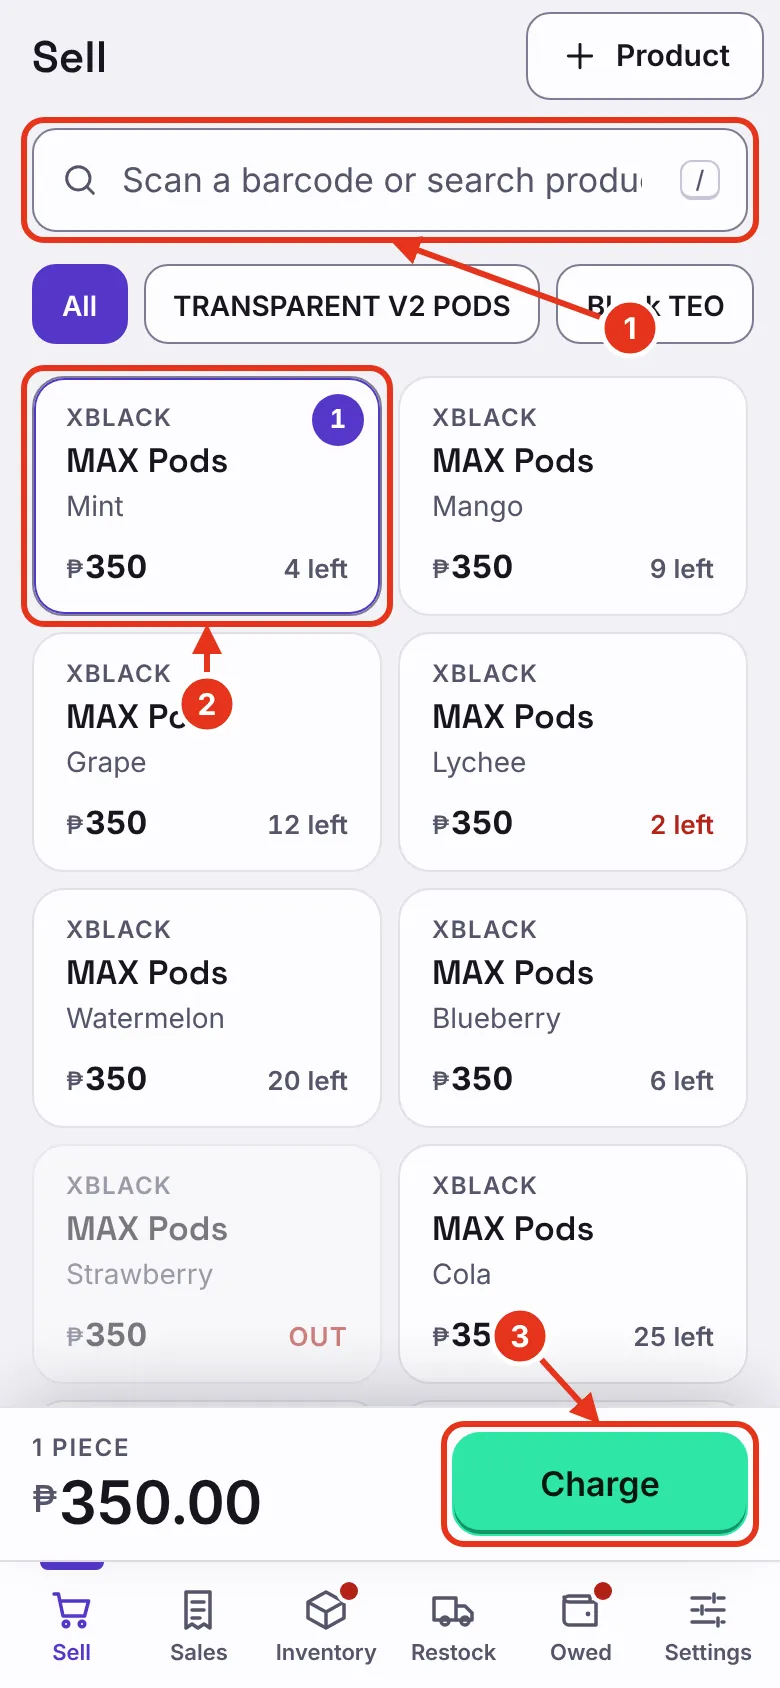 Sell
+ Product
Scan a barcode or search produ
/
All
TRANSPARENT V2 PODS
TEO
1
XBLACK
1
MAX Pods
Mint
₱350
4 left
XBLACK
MAX Pods
Mango
₱350
9 left
XBLACK
MAX Po
2
Grape
₱350
12 left
XBLACK
MAX Pods
Lychee
₱350
2 left
XBLACK
MAX Pods
Watermelon
₱350
20 left
XBLACK
MAX Pods
Blueberry
₱350
6 left
XBLACK
MAX Pods
Strawberry
₱350
OUT
XBLACK
MAX Pods
Cola
₱35
3
25 left
1 PIECE
₱350.00
Charge
Sell
Sales
Inventory
Restock
Owed
Settings